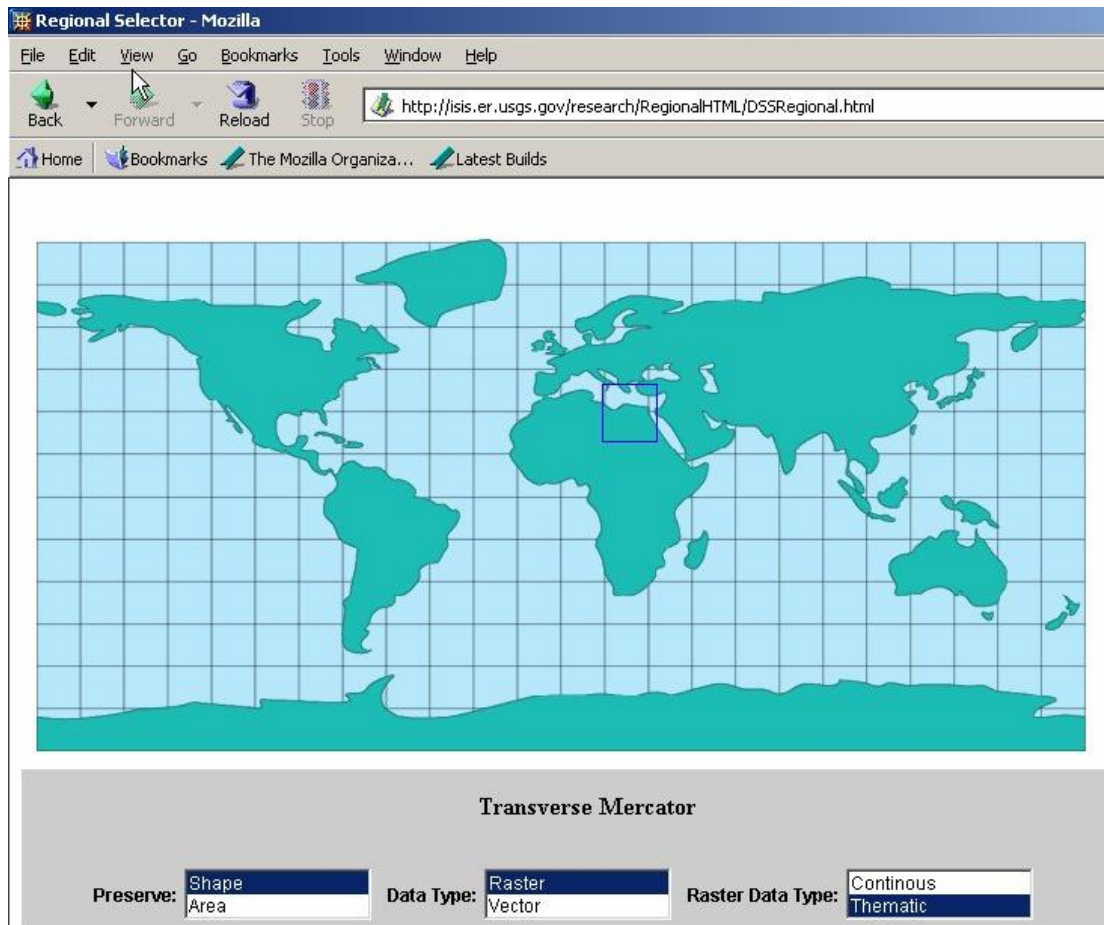 Regional Selector - Mozilla
File Edit View Go Bookmarks Tools Window Help
Back Forward Reload Stop http://isis.er.usgs.gov/research/RegionalHTML/DSSRegional.html
Home Bookmarks The Mozilla Organiza... Latest Builds
Transverse Mercator
Preserve: Shape Data Type: Raster Raster Data Type: Continous
Area Vector Thematic